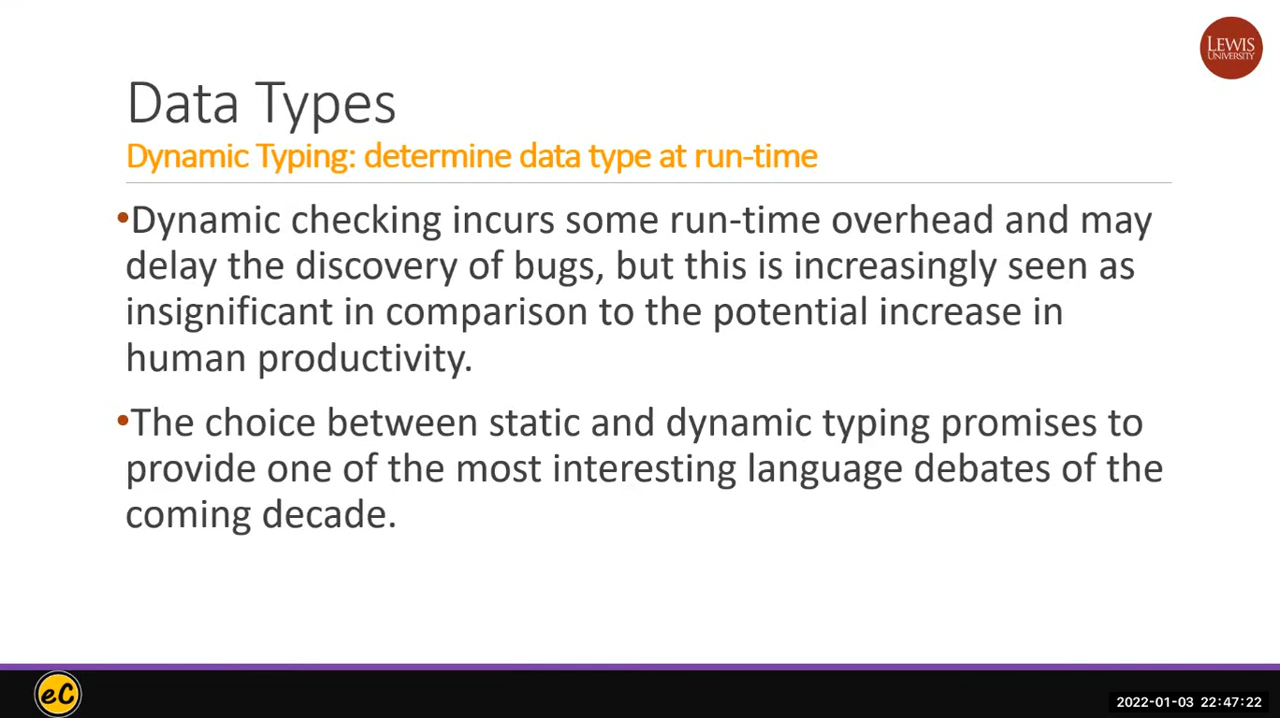 LEWIS
UNIVERSITY
Data Types
Dynamic Typing: determine data type at run-time
•Dynamic checking incurs some run-time overhead and may
delay the discovery of bugs, but this is increasingly seen as
insignificant in comparison to the potential increase in
human productivity.
•The choice between static and dynamic typing promises to
provide one of the most interesting language debates of the
coming decade.
eC
2022-01-03 22:47:22